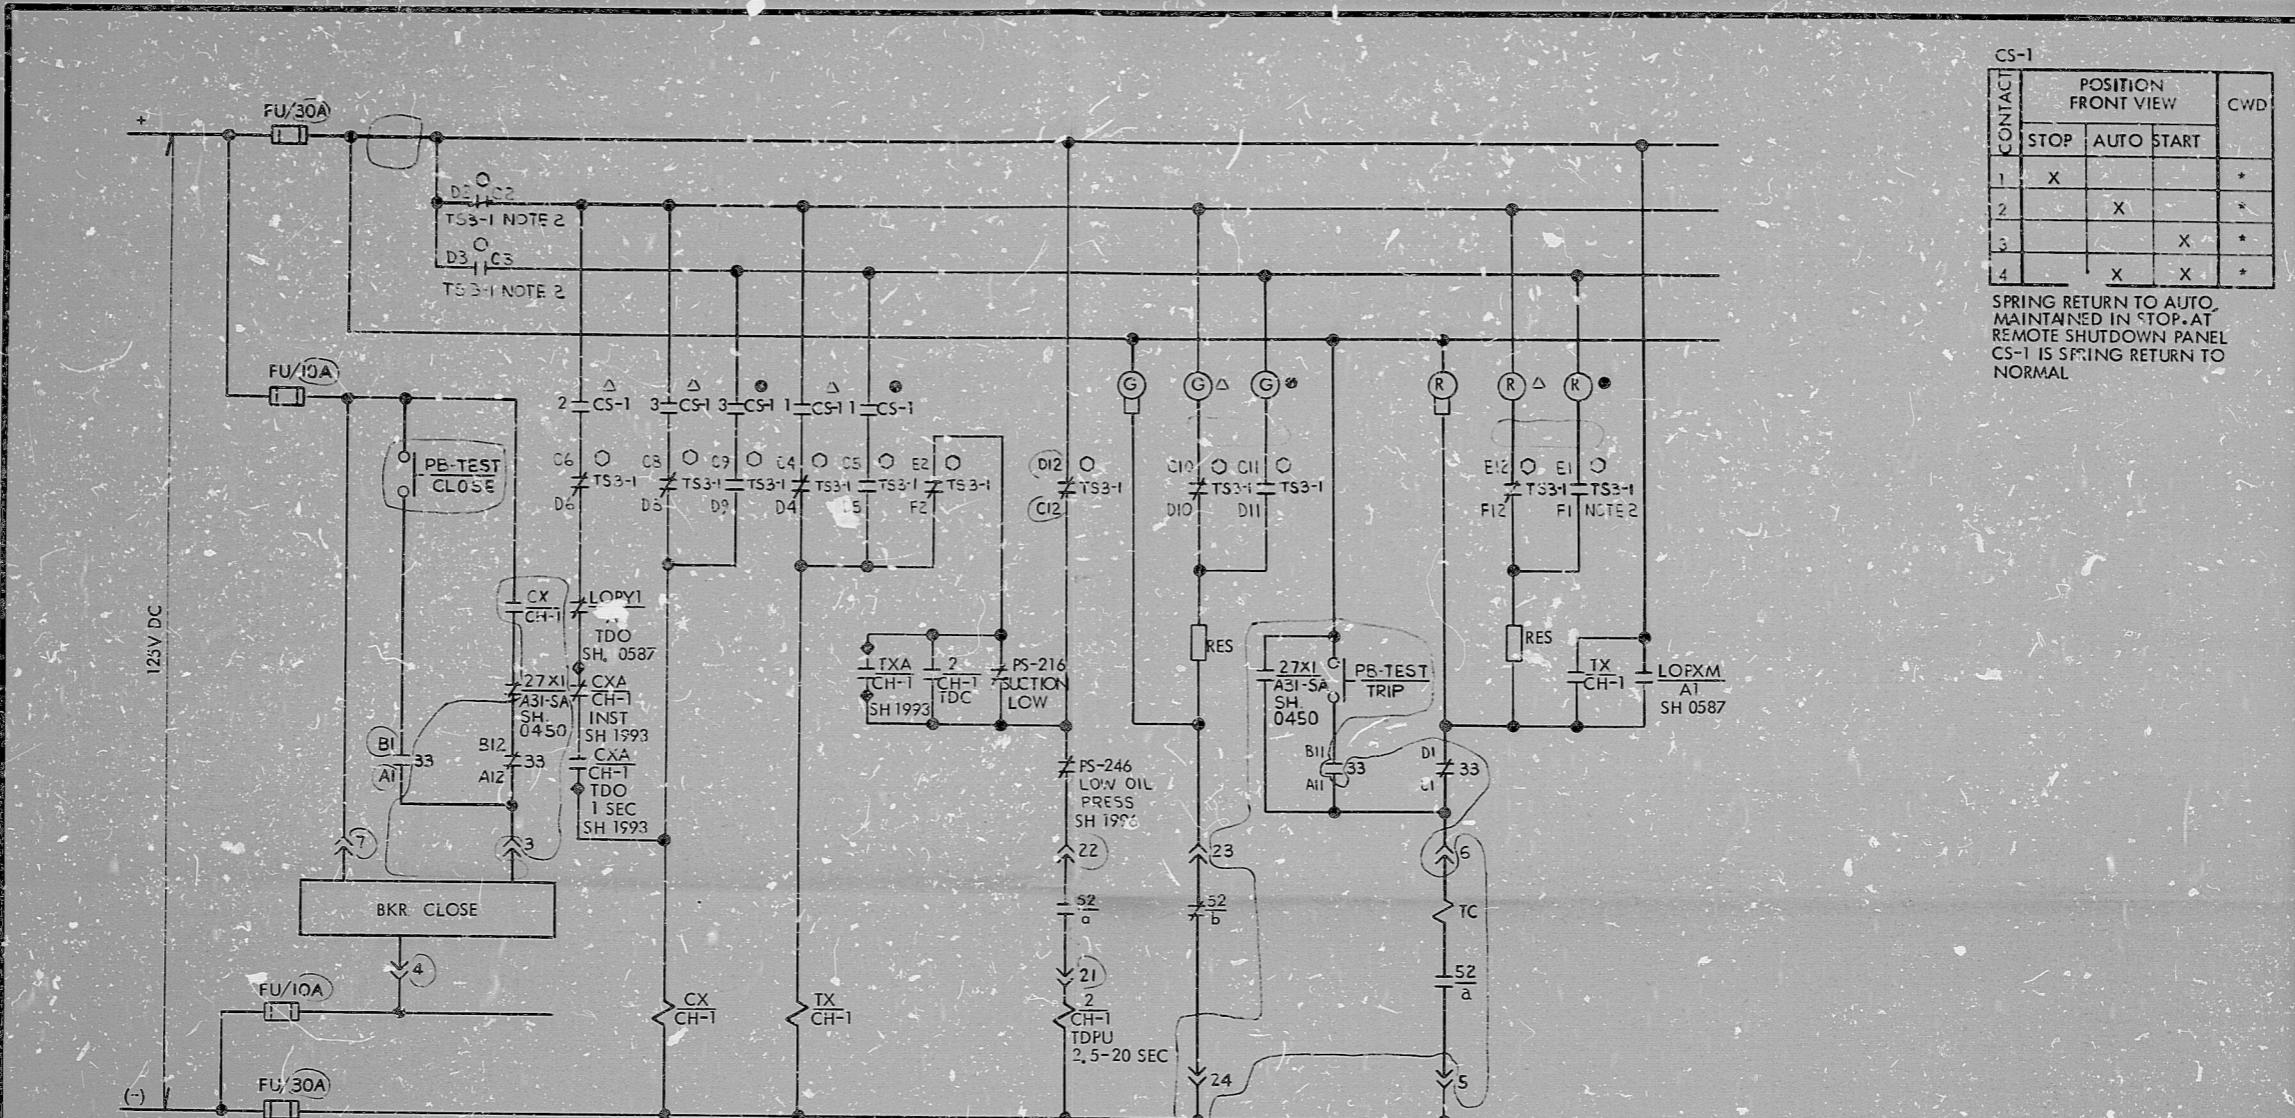 CS-1
CONTACT
POSITION
FRONT VIEW
CWD
STOP AUTO START
1 X *
2 X *
3 X *
4 X X *
SPRING RETURN TO AUTO
MAINTAINED IN STOP. AT
REMOTE SHUTDOWN PANEL
CS-1 IS SPRING RETURN TO
NORMAL
+
FU/30A
C2
TS3-1 NOTE 2
D3 C3
TS3-1 NOTE 2
FU/10A
2 CS-1
3 CS-1
3 CS-1
1 CS-1
1 CS-1
G
G
G
R
R
R
PB-TEST
CLOSE
C6
TS3-1
D6
C8
TS3-1
C9
TS3-1
D9
C4
TS3-1
D4
C5
TS3-1
E2
TS3-1
F2
D12
TS3-1
C12
C10
TS3-1
D10
C11
TS3-1
D11
E12
TS3-1
F12
E1
TS3-1
F1 NOTE 2
125V DC
CX
CH-1
LOPY1
TDO
SH. 0587
27X1
A31-SA
SH.
0450
CXA
CH-1
INST
SH 1993
CXA
CH-1
TDO
1 SEC
SH 1993
B1
33
A1
B12
33
A12
TXA
CH-1
SH 1993
2
CH-1
TDC
PS-216
SUCTION
LOW
PS-246
LOW OIL
PRESS
RES
27X1
A31-SA
SH.
0450
PB-TEST
TRIP
B11
33
A11
D1
33
RES
TX
CH-1
LOPXM
A1
SH 0587
7
3
22
23
6
BKR CLOSE
52
a
52
b
TC
4
21
52
a
FU/10A
CX
CH-1
TX
CH-1
2
CH-1
TDPU
2.5-20 SEC
24
5
(-)
FU/30A